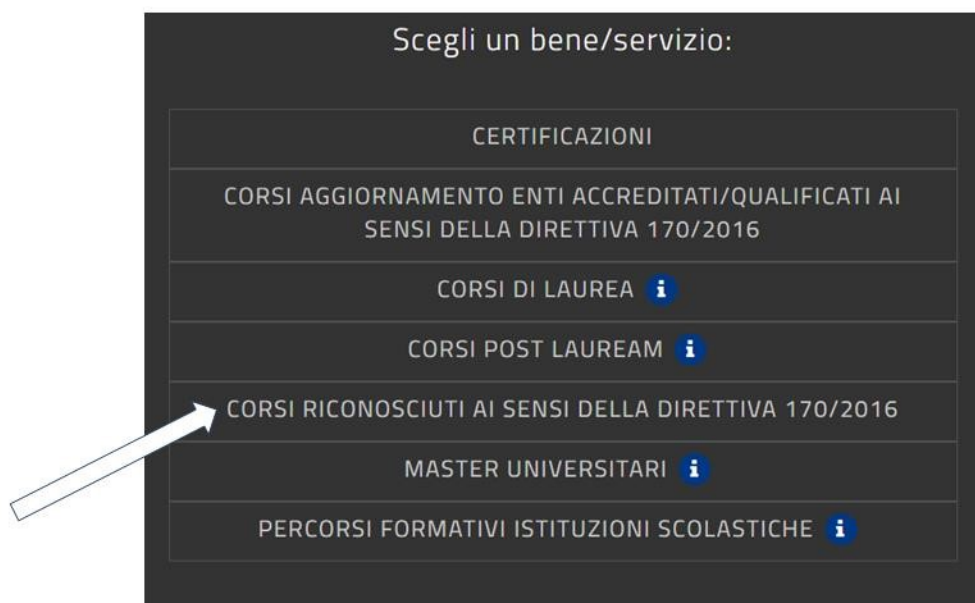 Scegli un bene/servizio:
CERTIFICAZIONI
CORSI AGGIORNAMENTO ENTI ACCREDITATI/QUALIFICATI AI
SENSI DELLA DIRETTIVA 170/2016
CORSI DI LAUREA i
CORSI POST LAUREAM i
CORSI RICONOSCIUTI AI SENSI DELLA DIRETTIVA 170/2016
MASTER UNIVERSITARI i
PERCORSI FORMATIVI ISTITUZIONI SCOLASTICHE i